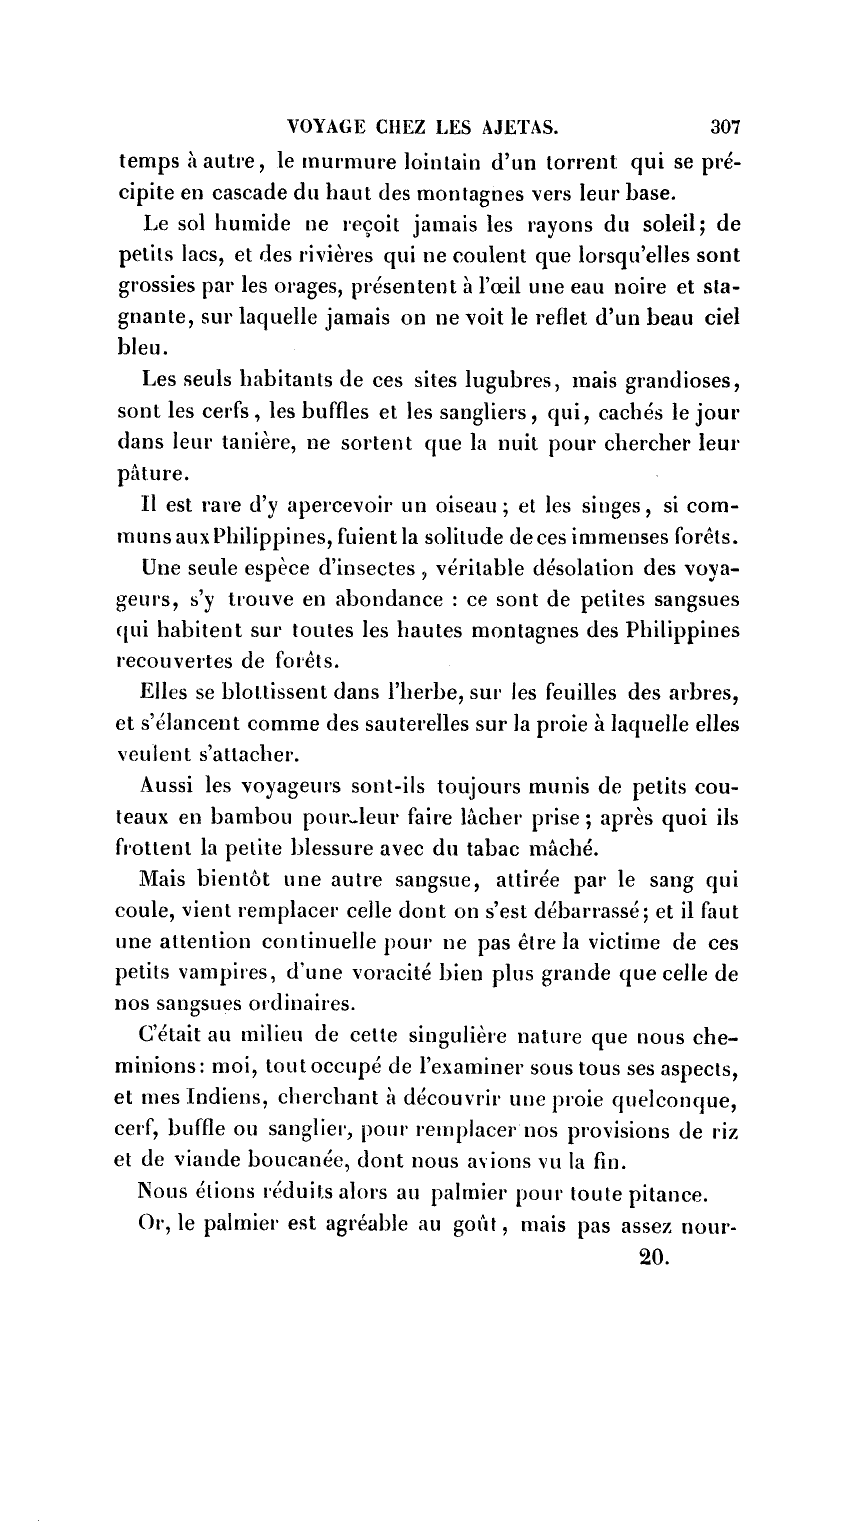 VOYAGE CHEZ LES AJETAS. 307
temps à autre, le murmure lointain d'un torrent qui se pré-
cipite en cascade du haut des montagnes vers leur base.
Le sol humide ne reçoit jamais les rayons du soleil; de
petits lacs, et des rivières qui ne coulent que lorsqu'elles sont
grossies par les orages, présentent à l'œil une eau noire et sta-
gnante, sur laquelle jamais on ne voit le reflet d'un beau ciel
bleu.
Les seuls habitants de ces sites lugubres, mais grandioses,
sont les cerfs, les buffles et les sangliers, qui, cachés le jour
dans leur tanière, ne sortent que la nuit pour chercher leur
pâture.
Il est rare d'y apercevoir un oiseau; et les singes, si com-
muns aux Philippines, fuient la solitude de ces immenses forêts.
Une seule espèce d'insectes, véritable désolation des voya-
geurs, s'y trouve en abondance : ce sont de petites sangsues
qui habitent sur toutes les hautes montagnes des Philippines
recouvertes de forêts.
Elles se blottissent dans l'herbe, sur les feuilles des arbres,
et s'élancent comme des sauterelles sur la proie à laquelle elles
veulent s'attacher.
Aussi les voyageurs sont-ils toujours munis de petits cou-
teaux en bambou pour leur faire lâcher prise; après quoi ils
frottent la petite blessure avec du tabac mâché.
Mais bientôt une autre sangsue, attirée par le sang qui
coule, vient remplacer celle dont on s'est débarrassé; et il faut
une attention continuelle pour ne pas être la victime de ces
petits vampires, d'une voracité bien plus grande que celle de
nos sangsues ordinaires.
C'était au milieu de cette singulière nature que nous che-
minions: moi, tout occupé de l'examiner sous tous ses aspects,
et mes Indiens, cherchant à découvrir une proie quelconque,
cerf, buffle ou sanglier, pour remplacer nos provisions de riz
et de viande boucanée, dont nous avions vu la fin.
Nous étions réduits alors au palmier pour toute pitance.
Or, le palmier est agréable au goût, mais pas assez nour-
20.